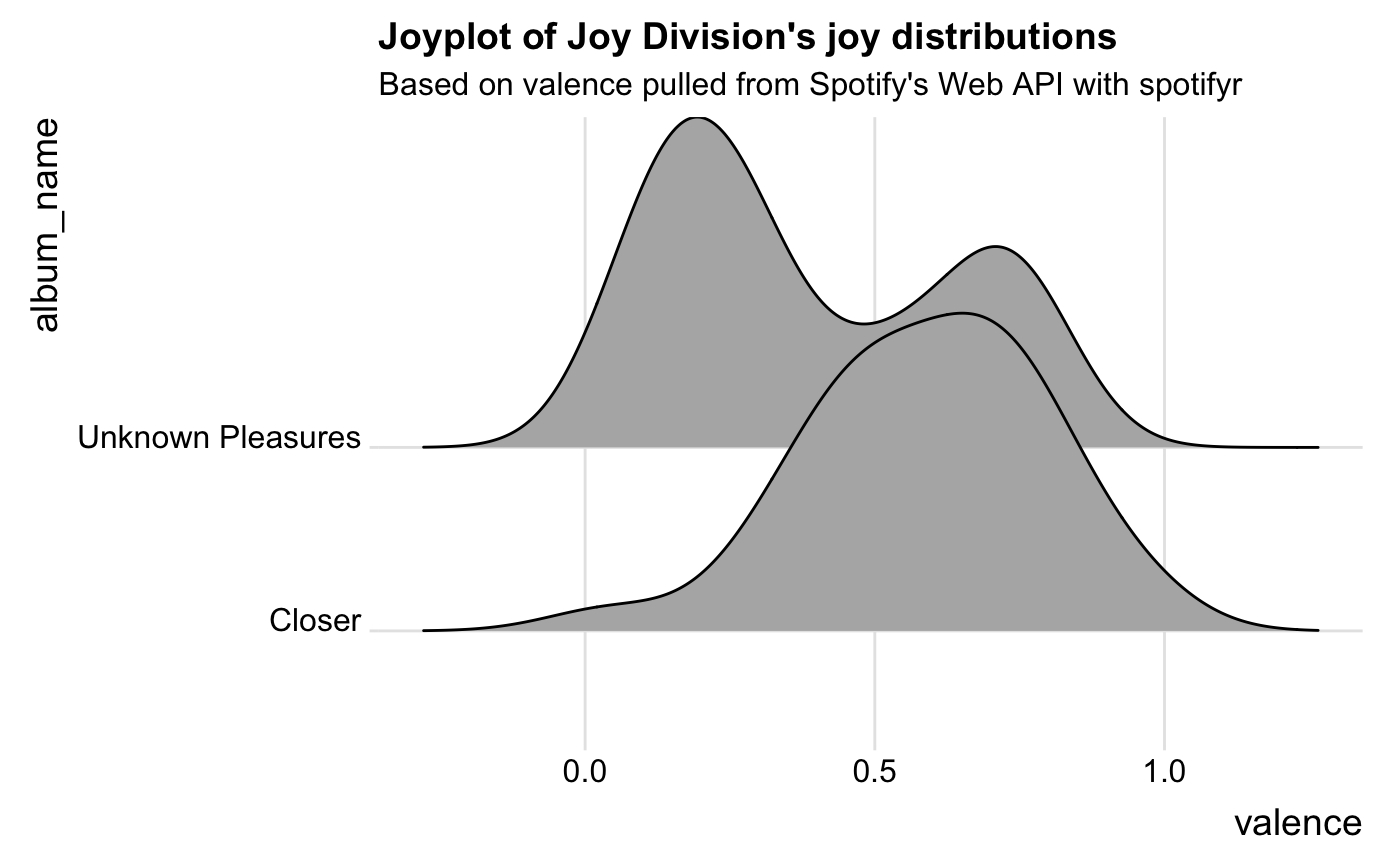 Joyplot of Joy Division's joy distributions
Based on valence pulled from Spotify's Web API with spotifyr
album_name
Unknown Pleasures
Closer
0.0
0.5
1.0
valence